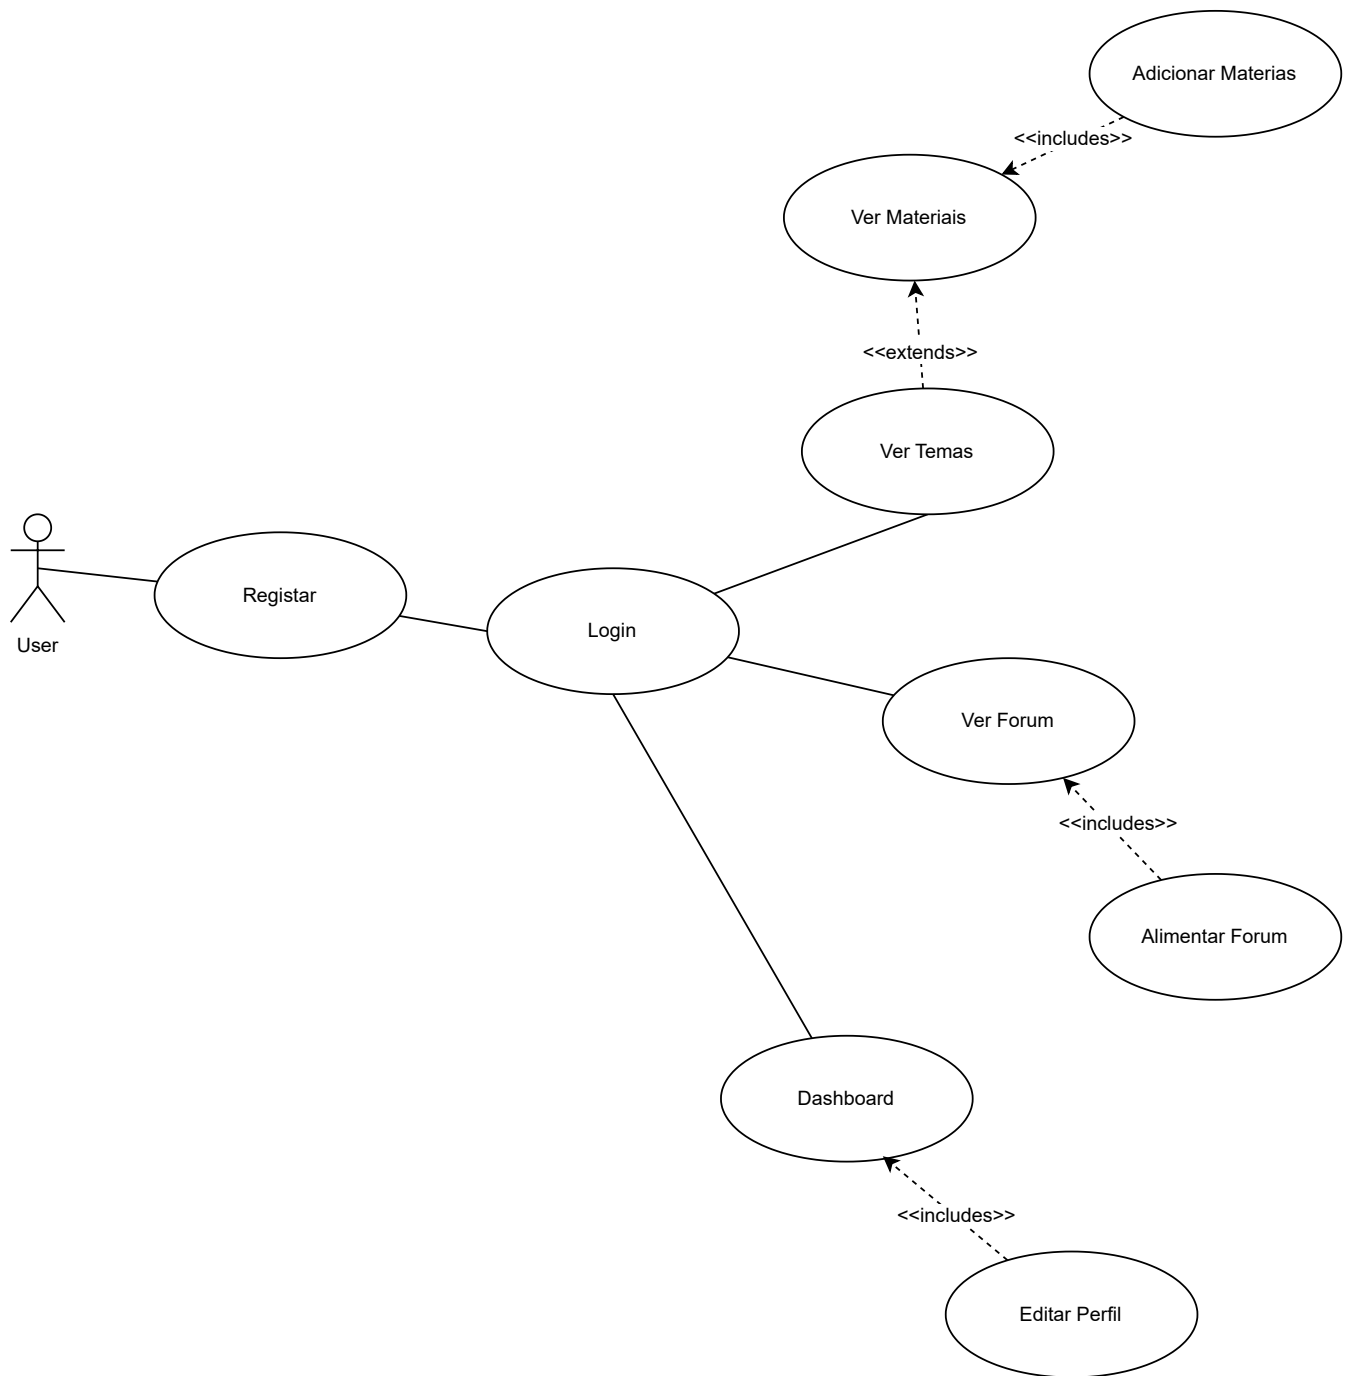 Adicionar Materias
<<includes>>
Ver Materiais
<<extends>>
Ver Temas
User
Registar
Login
Ver Forum
<<includes>>
Alimentar Forum
Dashboard
<<includes>>
Editar Perfil